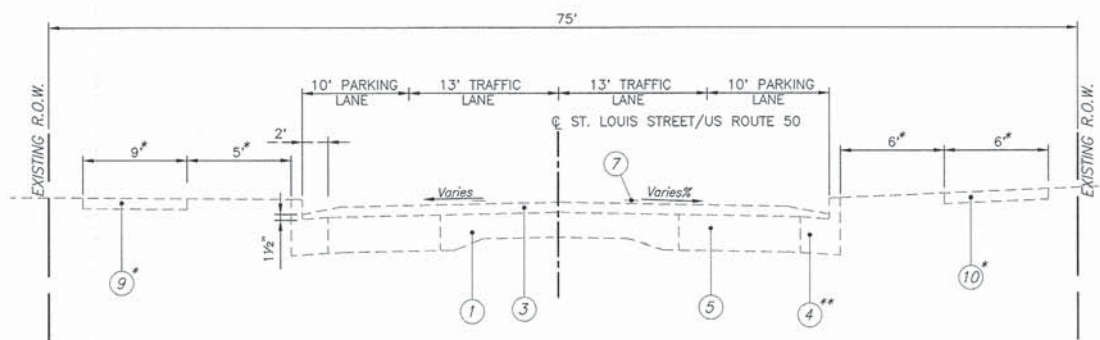 75'
EXISTING R.O.W.
EXISTING R.O.W.
10' PARKING
LANE
13' TRAFFIC
LANE
13' TRAFFIC
LANE
10' PARKING
LANE
℄ ST. LOUIS STREET/US ROUTE 50
2'
9'*
5'*
6'*
6'*
Varies
7
Varies%
1½"
9*
1
3
5
4**
10*